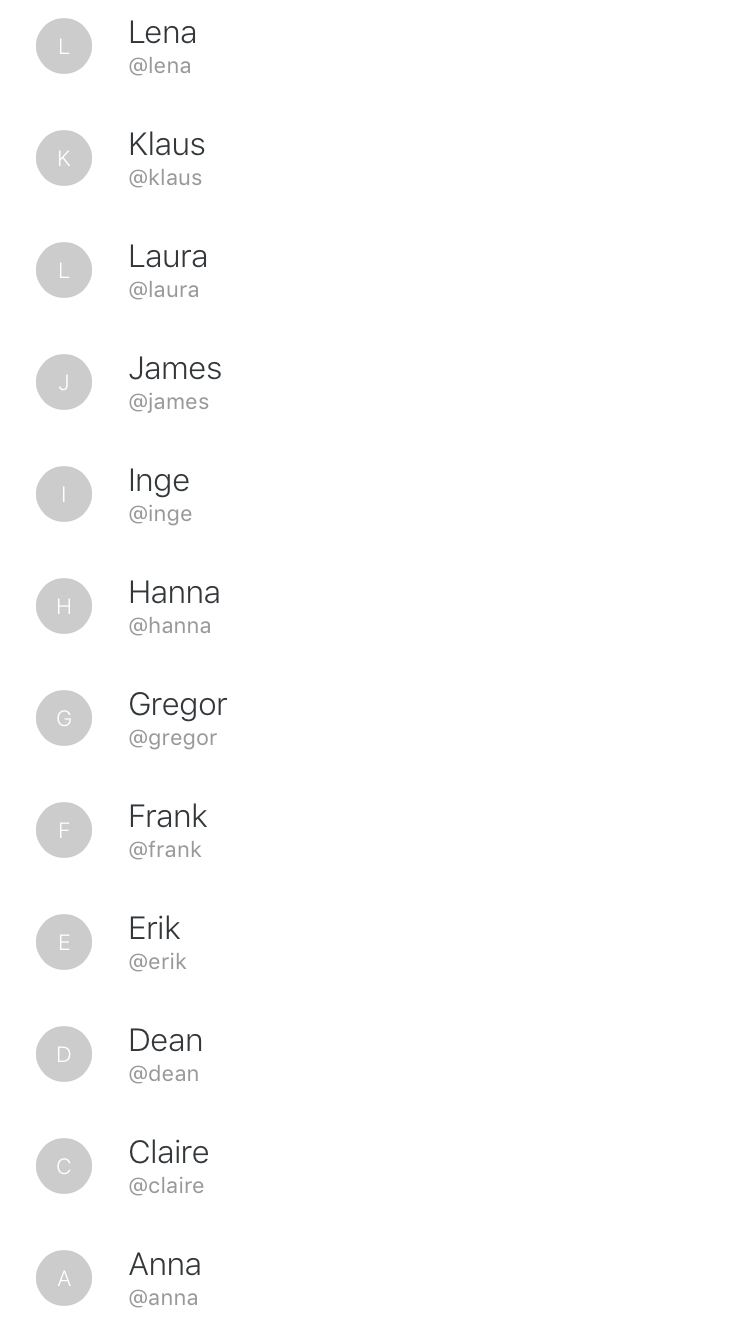 L
Lena
@lena
K
Klaus
@klaus
L
Laura
@laura
J
James
@james
I
Inge
@inge
H
Hanna
@hanna
G
Gregor
@gregor
F
Frank
@frank
E
Erik
@erik
D
Dean
@dean
C
Claire
@claire
A
Anna
@anna